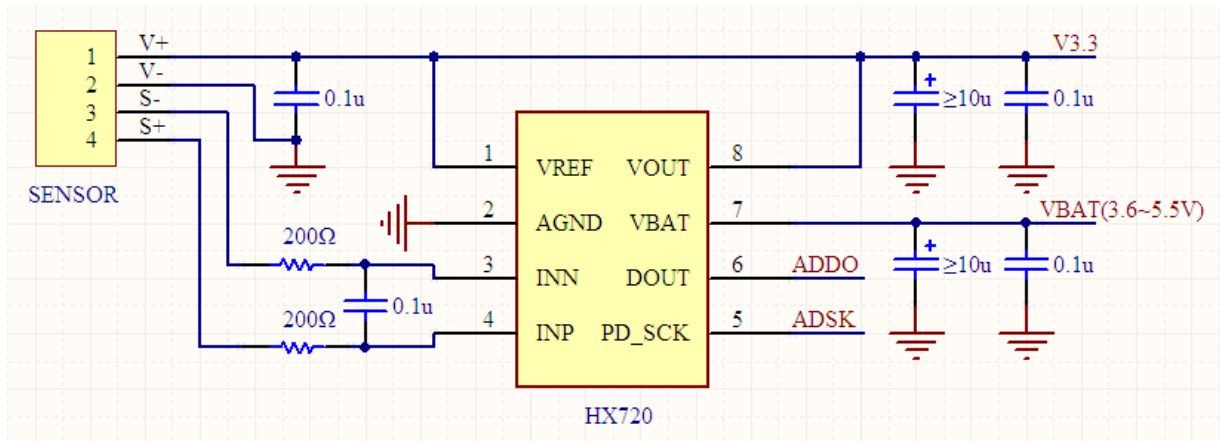 V+
V-
S-
S+
1
2
3
4
SENSOR
0.1u
V3.3
≥10u
0.1u
1 VREF VOUT 8
2 AGND VBAT 7
VBAT(3.6~5.5V)
200Ω
3 INN DOUT 6 ADDO
≥10u
0.1u
0.1u
200Ω
4 INP PD_SCK 5 ADSK
HX720